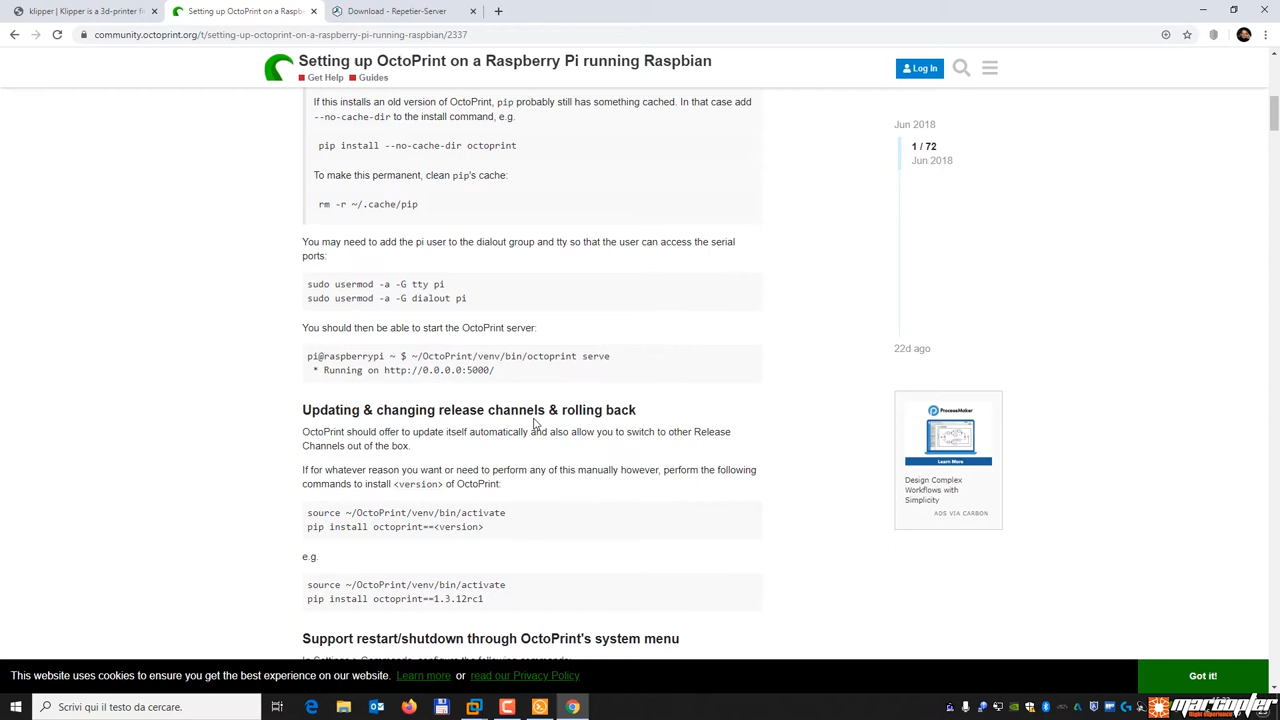 klipper | Klipper is a 3d-printer fi
Setting up OctoPrint on a Raspb
Download - Repetier-Server
community.octoprint.org/t/setting-up-octoprint-on-a-raspberry-pi-running-raspbian/2337
Setting up OctoPrint on a Raspberry Pi running Raspbian
Get Help Guides
Log In
If this installs an old version of OctoPrint, pip probably still has something cached. In that case add
--no-cache-dir to the install command, e.g.
pip install --no-cache-dir octoprint
To make this permanent, clean pip's cache:
rm -r ~/.cache/pip
You may need to add the pi user to the dialout group and tty so that the user can access the serial
ports:
sudo usermod -a -G tty pi
sudo usermod -a -G dialout pi
You should then be able to start the OctoPrint server:
pi@raspberrypi ~ $ ~/OctoPrint/venv/bin/octoprint serve
* Running on http://0.0.0.0:5000/
Updating & changing release channels & rolling back
OctoPrint should offer to update itself automatically and also allow you to switch to other Release
Channels out of the box.
If for whatever reason you want or need to perform any of this manually however, perform the following
commands to install <version> of OctoPrint:
source ~/OctoPrint/venv/bin/activate
pip install octoprint==<version>
e.g.
source ~/OctoPrint/venv/bin/activate
pip install octoprint==1.3.12rc1
Support restart/shutdown through OctoPrint's system menu
Jun 2018
1 / 72
Jun 2018
22d ago
ProcessMaker
Learn More
Design Complex
Workflows with
Simplicity
ADS VIA CARBON
This website uses cookies to ensure you get the best experience on our website. Learn more or read our Privacy Policy
Got it!
Scrivi qui il testo da cercare.
marcopter